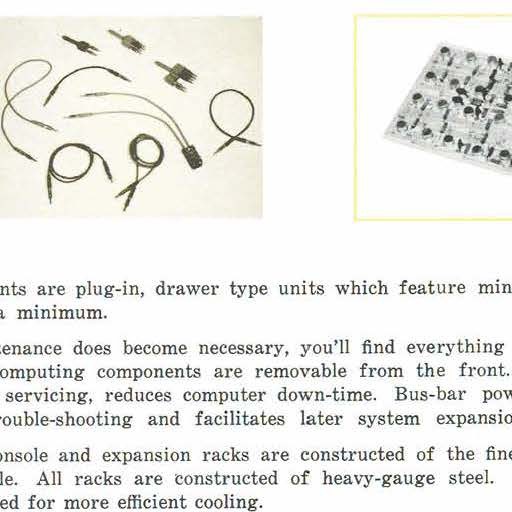 nts are plug-in, drawer type units which feature min
a minimum.
tenance does become necessary, you'll find everything
omputing components are removable from the front.
servicing, reduces computer down-time. Bus-bar pow
rouble-shooting and facilitates later system expansio
onsole and expansion racks are constructed of the fine
le. All racks are constructed of heavy-gauge steel.
ed for more efficient cooling.